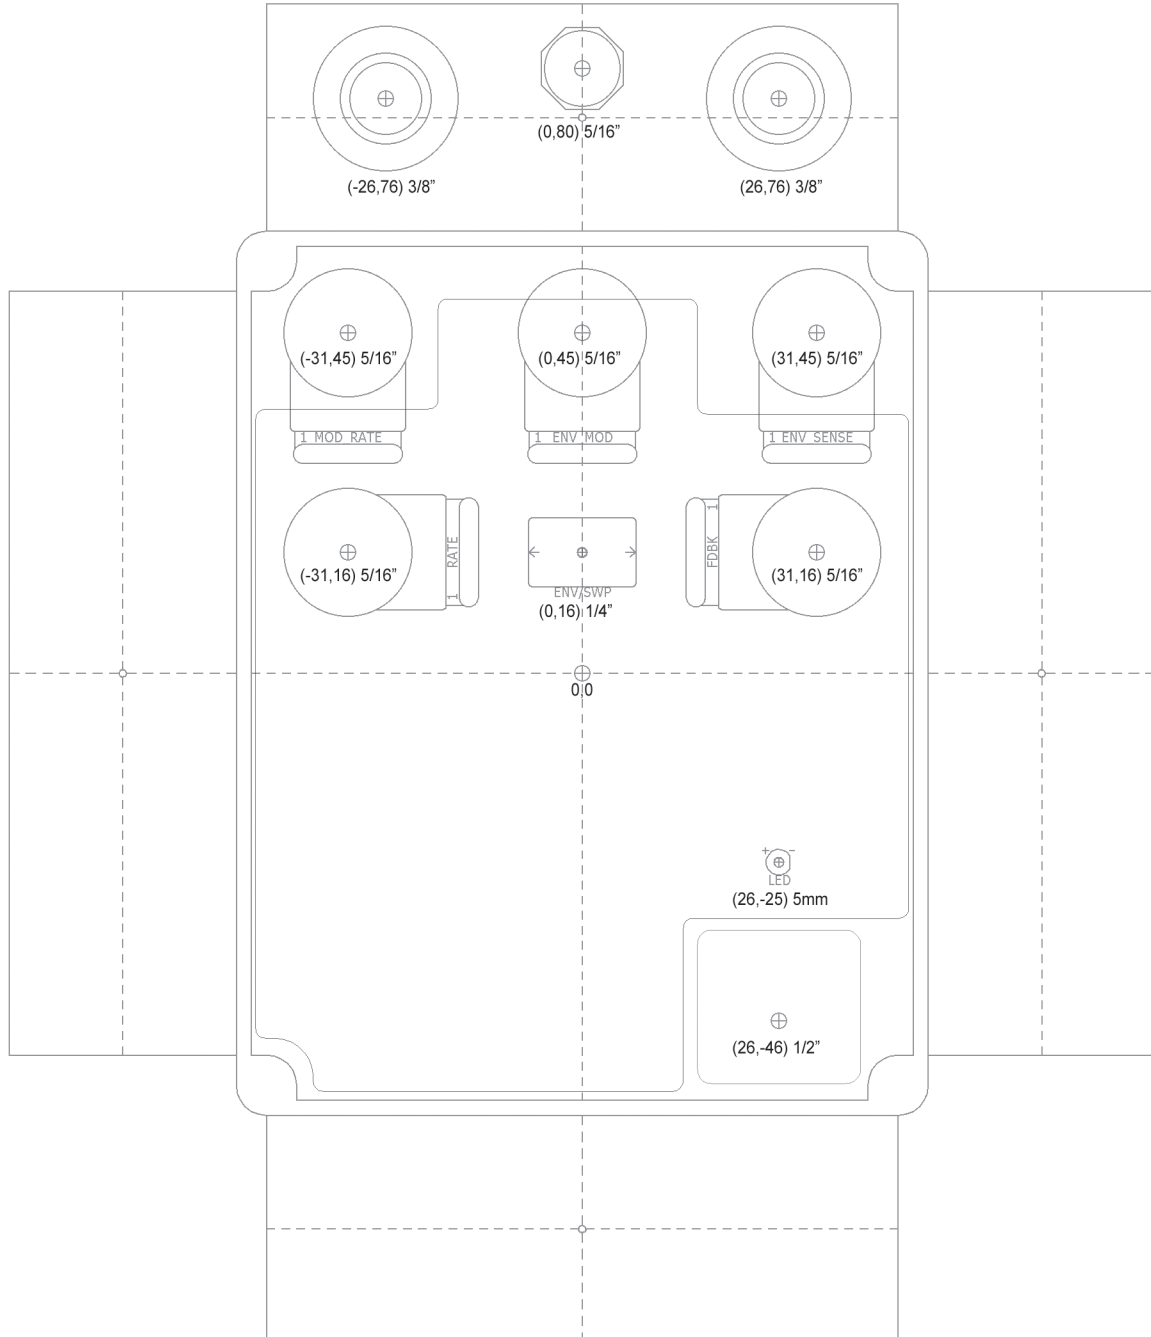 (0,80) 5/16”
(-26,76) 3/8”
(26,76) 3/8”
(-31,45) 5/16”
(0,45) 5/16”
(31,45) 5/16”
1 MOD RATE
1 ENV MOD
1 ENV SENSE
1 RATE
FDBK 1
(-31,16) 5/16”
(31,16) 5/16”
ENV/SWP
(0,16) 1/4”
0,0
+ -
LED
(26,-25) 5mm
(26,-46) 1/2”